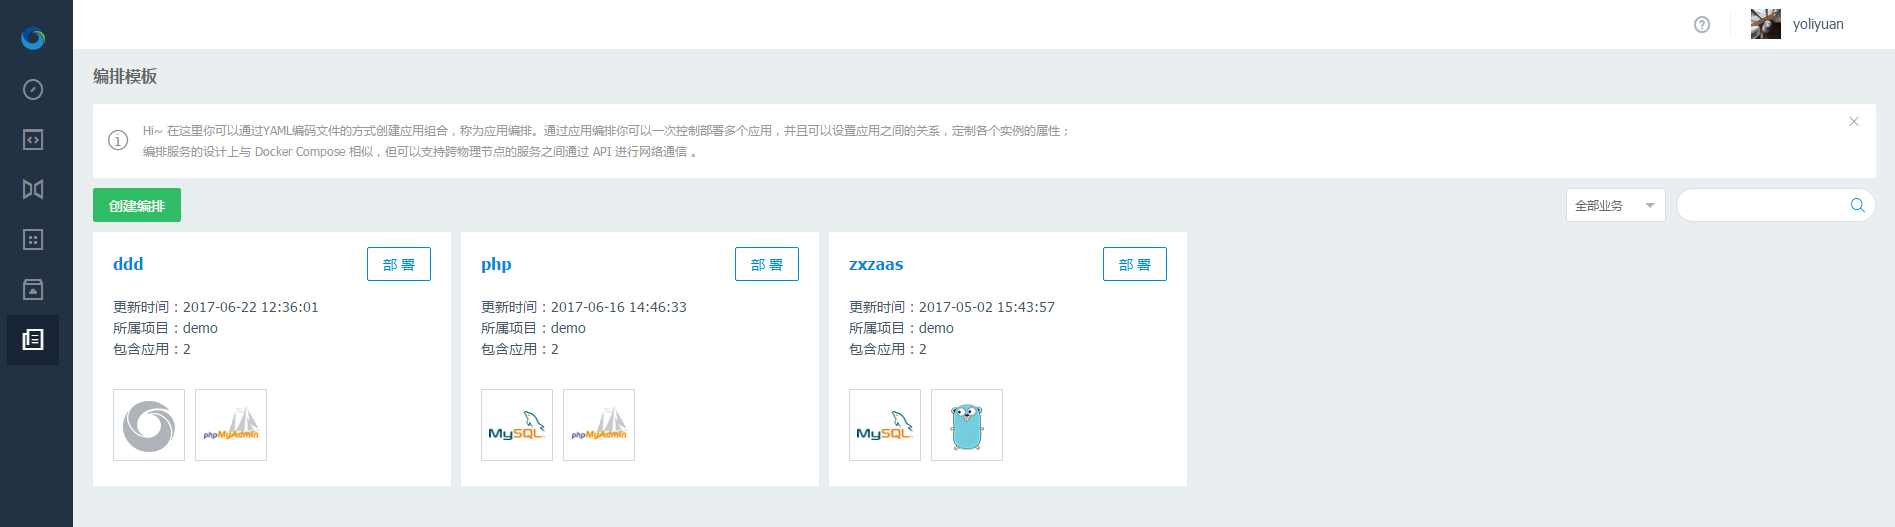 yoliyuan
编排模板
Hi~ 在这里你可以通过YAML编码文件的方式创建应用组合，称为应用编排。通过应用编排你可以一次控制部署多个应用，并且可以设置应用之间的关系，定制各个实例的属性；
编排服务的设计上与 Docker Compose 相似，但可以支持跨物理节点的服务之间通过 API 进行网络通信 。
创建编排
全部业务
ddd
部 署
更新时间：2017-06-22 12:36:01
所属项目：demo
包含应用：2
phpMyAdmin
php
部 署
更新时间：2017-06-16 14:46:33
所属项目：demo
包含应用：2
MySQL
phpMyAdmin
zxzaas
部 署
更新时间：2017-05-02 15:43:57
所属项目：demo
包含应用：2
MySQL